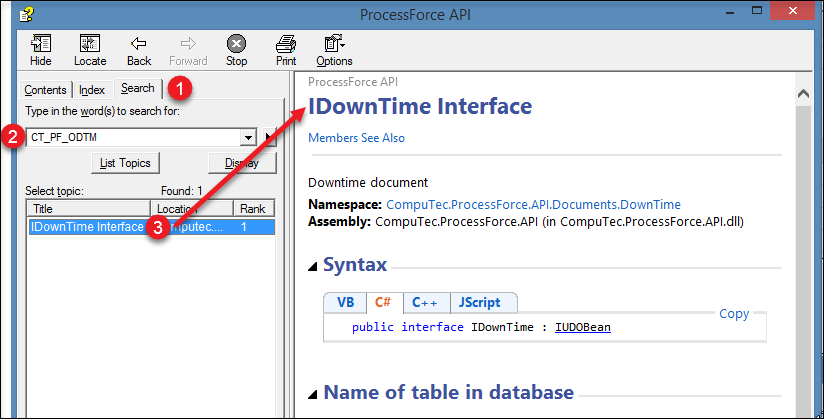 ProcessForce API
Hide Locate Back Forward Stop Print Options
Contents Index Search 1
Type in the word(s) to search for:
2 CT_PF_ODTM
List Topics Display
Select topic: Found: 1
Title Location Rank
IDownTime Interface 3 mputec.... 1
ProcessForce API
IDownTime Interface
Members See Also
Downtime document
Namespace: CompuTec.ProcessForce.API.Documents.DownTime
Assembly: CompuTec.ProcessForce.API (in CompuTec.ProcessForce.API.dll)
Syntax
VB C# C++ JScript
Copy
public interface IDownTime : IUDOBean
Name of table in database